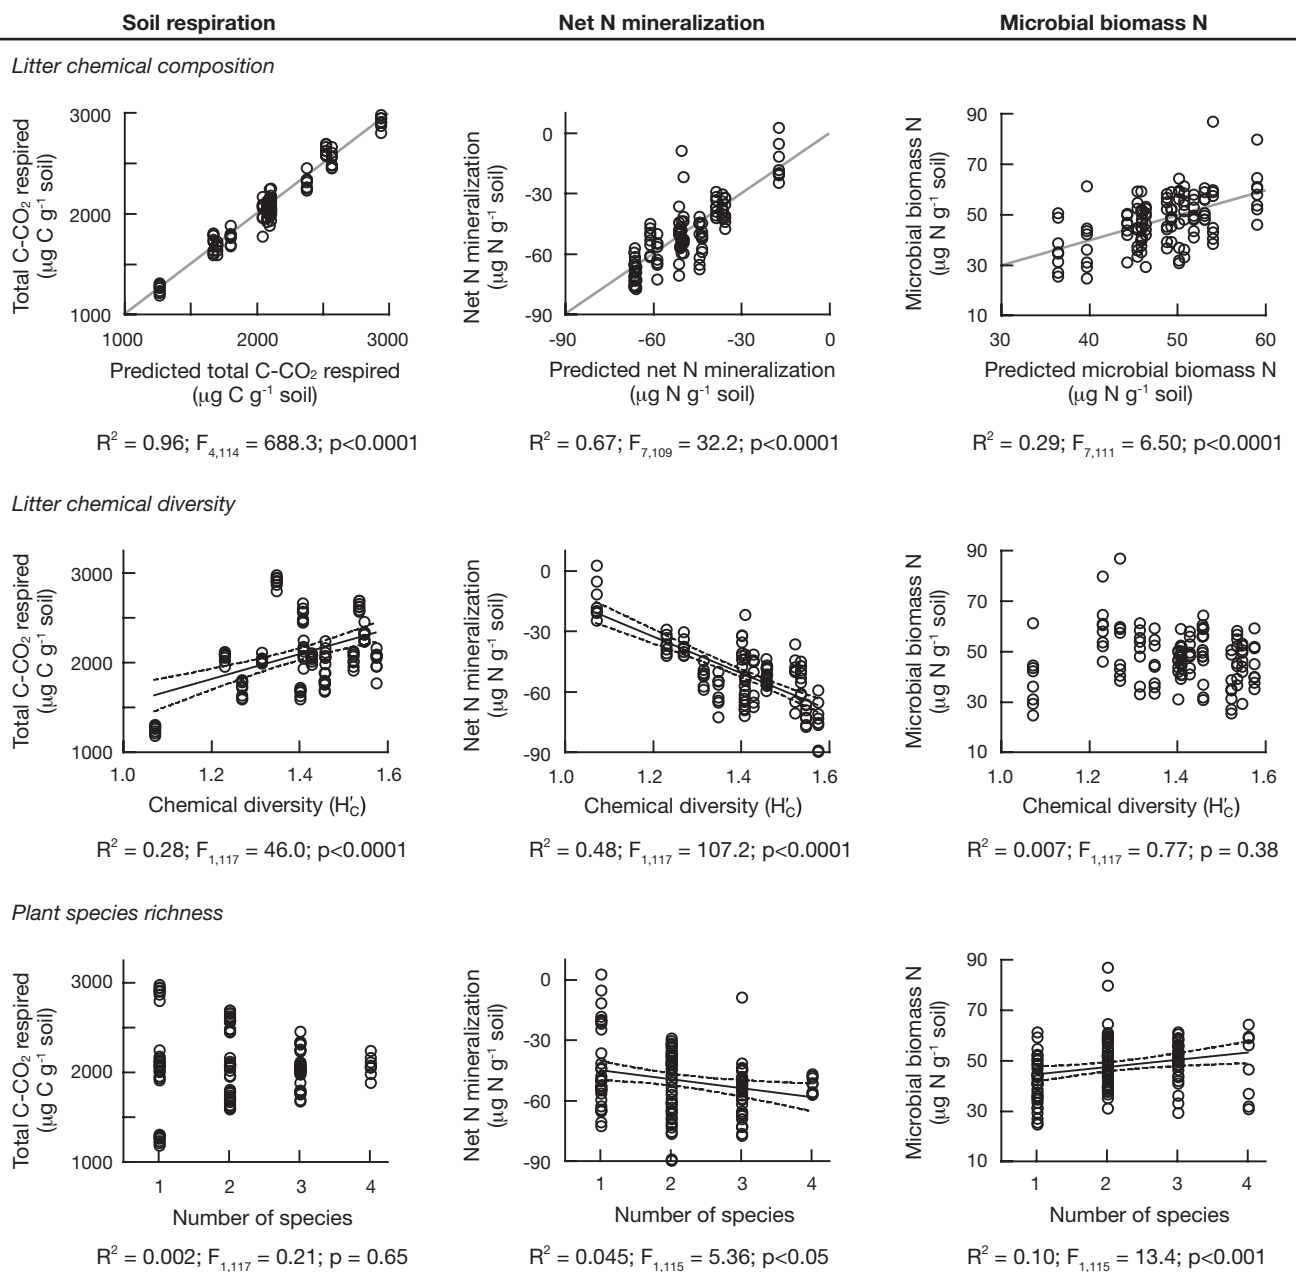 Soil respiration Net N mineralization Microbial biomass N
Litter chemical composition
Total C-CO₂ respired
(μg C g⁻¹ soil)
3000
2000
1000
1000 2000 3000
Predicted total C-CO₂ respired
(μg C g⁻¹ soil)
R² = 0.96; F₄,₁₁₄ = 688.3; p<0.0001
Net N mineralization
(μg N g⁻¹ soil)
0
-30
-60
-90
-90 -60 -30 0
Predicted net N mineralization
(μg N g⁻¹ soil)
R² = 0.67; F₇,₁₀₉ = 32.2; p<0.0001
Microbial biomass N
(μg N g⁻¹ soil)
90
70
50
30
10
30 40 50 60
Predicted microbial biomass N
(μg N g⁻¹ soil)
R² = 0.29; F₇,₁₁₁ = 6.50; p<0.0001
Litter chemical diversity
Total C-CO₂ respired
(μg C g⁻¹ soil)
3000
2000
1000
1.0 1.2 1.4 1.6
Chemical diversity (H′C)
R² = 0.28; F₁,₁₁₇ = 46.0; p<0.0001
Net N mineralization
(μg N g⁻¹ soil)
0
-30
-60
-90
1.0 1.2 1.4 1.6
Chemical diversity (H′C)
R² = 0.48; F₁,₁₁₇ = 107.2; p<0.0001
Microbial biomass N
(μg N g⁻¹ soil)
90
70
50
30
10
1.0 1.2 1.4 1.6
Chemical diversity (H′C)
R² = 0.007; F₁,₁₁₇ = 0.77; p = 0.38
Plant species richness
Total C-CO₂ respired
(μg C g⁻¹ soil)
3000
2000
1000
1 2 3 4
Number of species
R² = 0.002; F₁,₁₁₇ = 0.21; p = 0.65
Net N mineralization
(μg N g⁻¹ soil)
0
-30
-60
-90
1 2 3 4
Number of species
R² = 0.045; F₁,₁₁₅ = 5.36; p<0.05
Microbial biomass N
(μg N g⁻¹ soil)
90
70
50
30
10
1 2 3 4
Number of species
R² = 0.10; F₁,₁₁₅ = 13.4; p<0.001